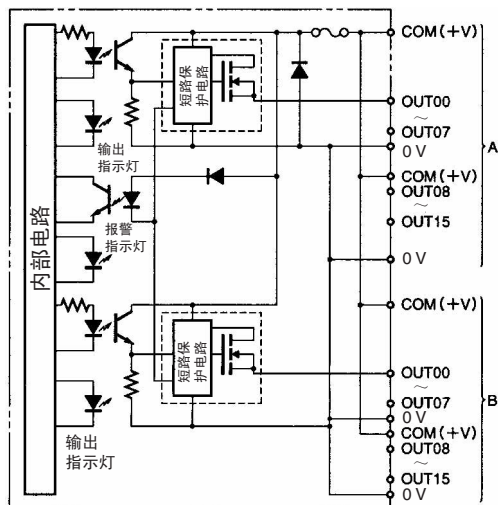 COM(+V)
短路保
护电路
OUT00
~
OUT07
0 V
A
输出
指示灯
COM(+V)
OUT08
~
OUT15
报警
指示灯
0 V
内部电路
COM(+V)
短路保
护电路
OUT00
~
OUT07
0 V
B
COM(+V)
OUT08
~
OUT15
0 V
输出
指示灯